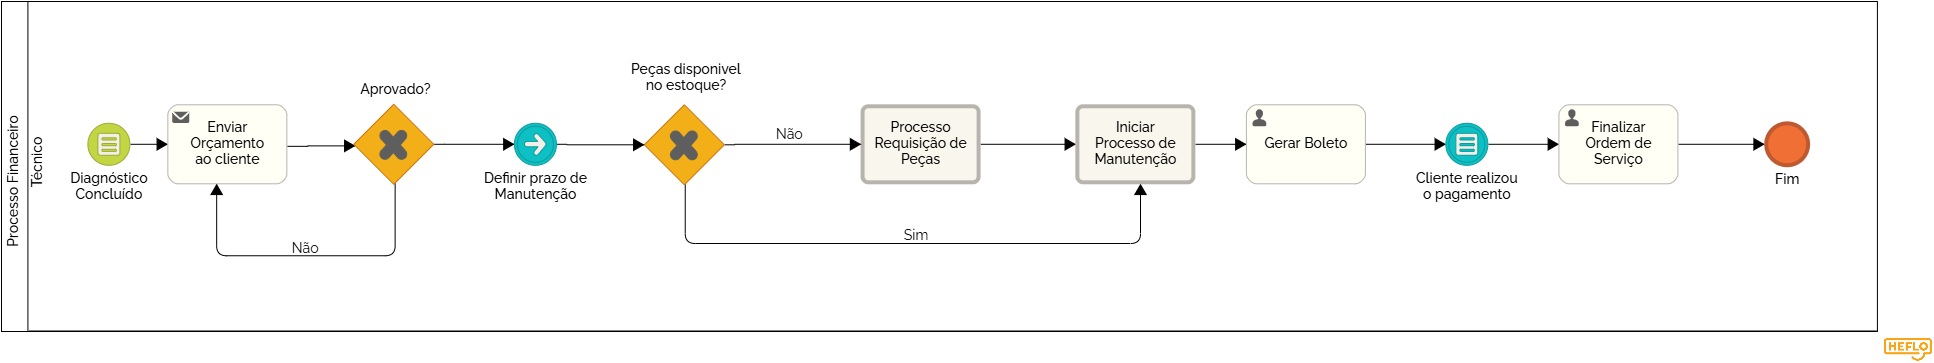 Processo Financeiro
Técnico
Diagnóstico
Concluído
Enviar
Orçamento
ao cliente
Aprovado?
Não
Definir prazo de
Manutenção
Peças disponivel
no estoque?
Não
Sim
Processo
Requisição de
Peças
Iniciar
Processo de
Manutenção
Gerar Boleto
Cliente realizou
o pagamento
Finalizar
Ordem de
Serviço
Fim
HEFLO